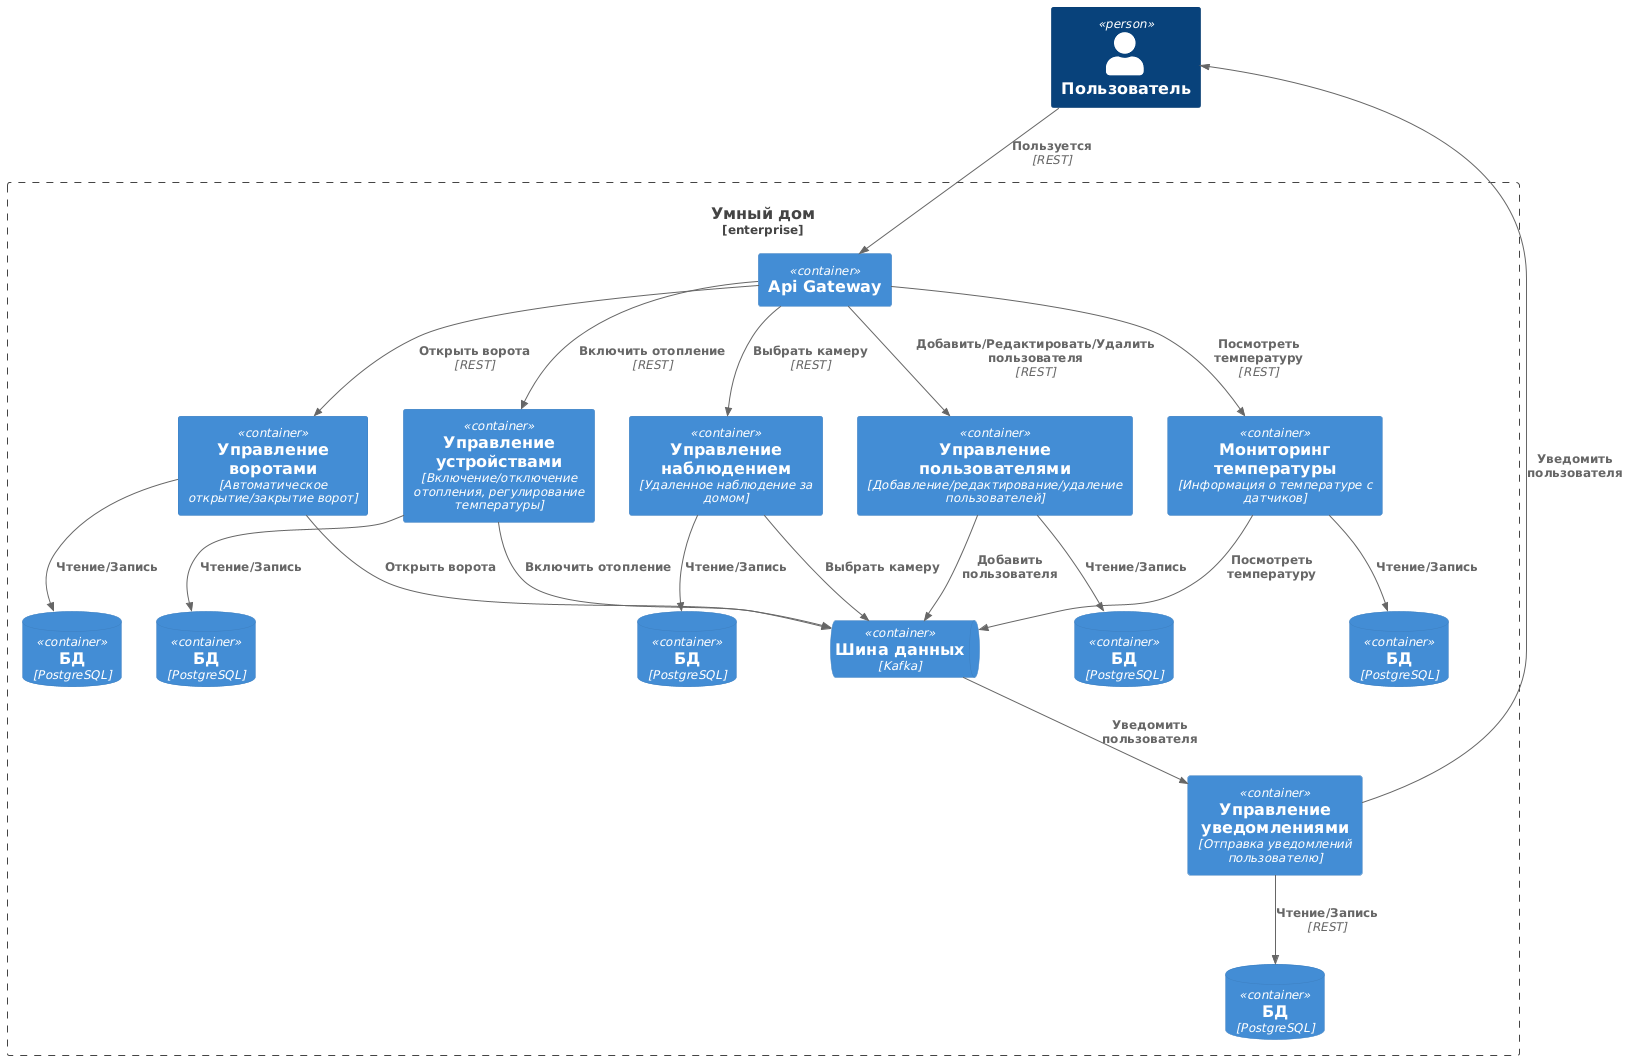 «person»
Пользователь
Пользуется
[REST]
Умный дом
[enterprise]
«container»
Api Gateway
Открыть ворота
[REST]
Включить отопление
[REST]
Выбрать камеру
[REST]
Добавить/Редактировать/Удалить
пользователя
[REST]
Посмотреть
температуру
[REST]
«container»
Управление
воротами
[Автоматическое
открытие/закрытие ворот]
«container»
Управление
устройствами
[Включение/отключение
отопления, регулирование
температуры]
«container»
Управление
наблюдением
[Удаленное наблюдение за
домом]
«container»
Управление
пользователями
[Добавление/редактирование/удаление
пользователей]
«container»
Мониторинг
температуры
[Информация о температуре с
датчиков]
Уведомить
пользователя
Чтение/Запись
Чтение/Запись
Открыть ворота
Включить отопление
Чтение/Запись
Выбрать камеру
Добавить
пользователя
Чтение/Запись
Посмотреть
температуру
Чтение/Запись
«container»
БД
[PostgreSQL]
«container»
БД
[PostgreSQL]
«container»
БД
[PostgreSQL]
«container»
Шина данных
[Kafka]
«container»
БД
[PostgreSQL]
«container»
БД
[PostgreSQL]
Уведомить
пользователя
«container»
Управление
уведомлениями
[Отправка уведомлений
пользователю]
Чтение/Запись
[REST]
«container»
БД
[PostgreSQL]